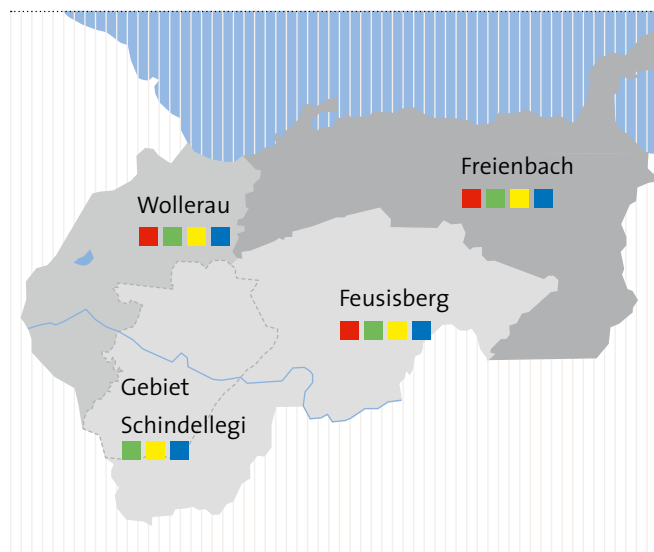 Freienbach
Wollerau
Feusisberg
Gebiet
Schindellegi